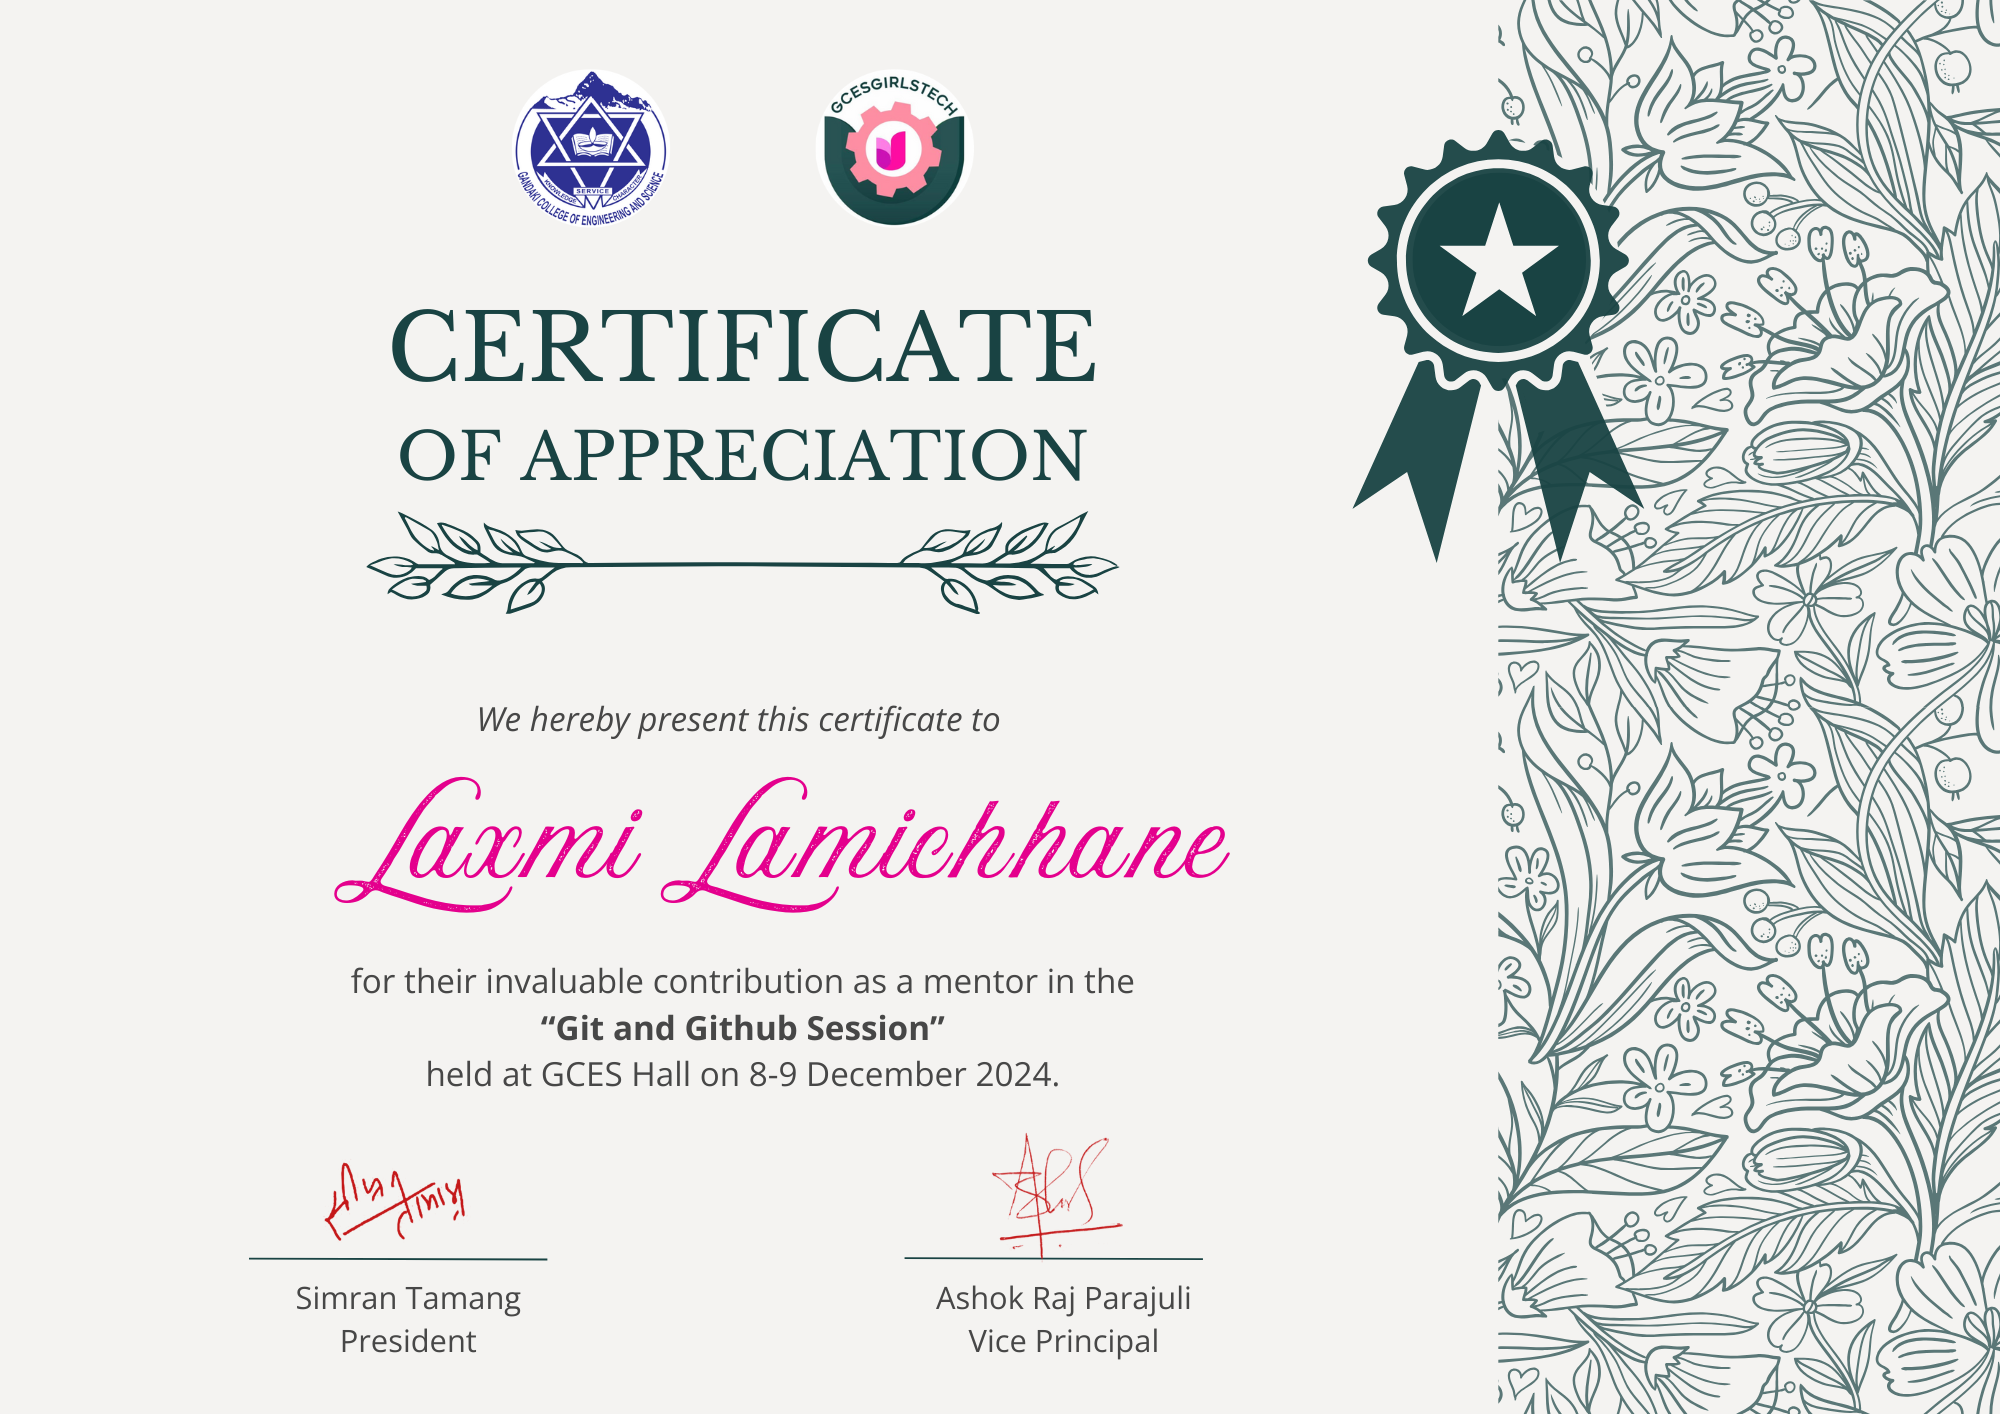 GANDAKI COLLEGE OF ENGINEERING AND SCIENCE
KNOWLEDGE SERVICE CHARACTER
GCESGIRLSTECH
CERTIFICATE
OF APPRECIATION
We hereby present this certificate to
Laxmi Lamichhane
for their invaluable contribution as a mentor in the
“Git and Github Session”
held at GCES Hall on 8-9 December 2024.
Simran Tamang
President
Ashok Raj Parajuli
Vice Principal